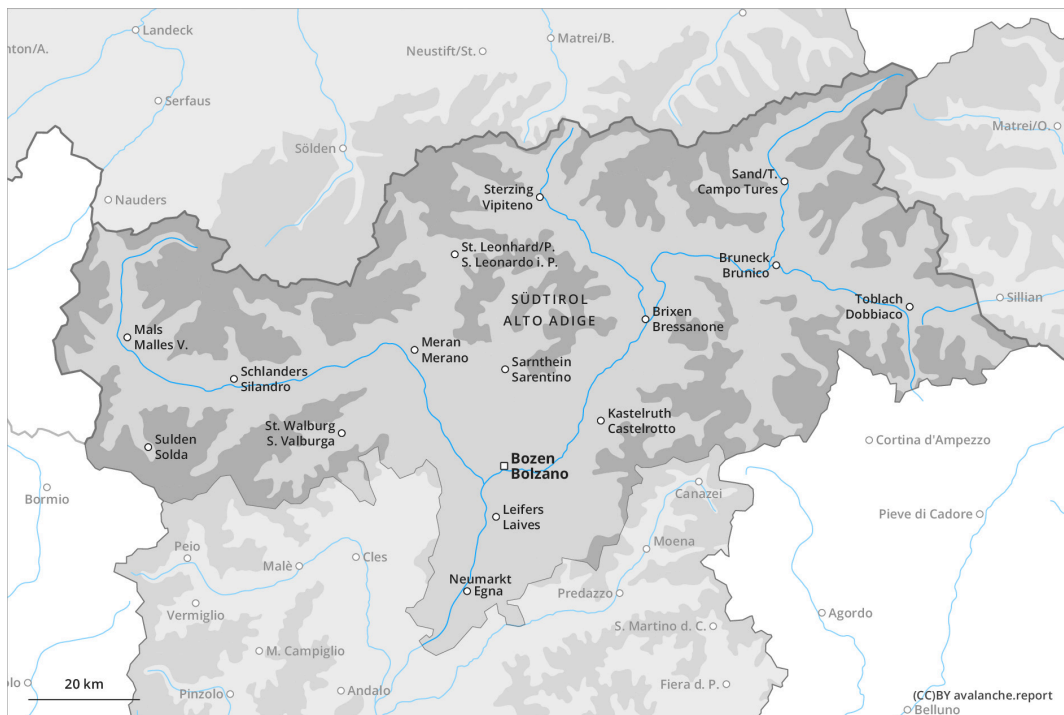 Landeck
nton/A.
Neustift/St.
Matrei/B.
Serfaus
Matrei/O.
Sölden
Nauders
Sterzing
Vipiteno
Sand/T.
Campo Tures
St. Leonhard/P.
S. Leonardo i. P.
Bruneck
Brunico
SÜDTIROL
ALTO ADIGE
Toblach
Dobbiaco
Sillian
Brixen
Bressanone
Mals
Malles V.
Meran
Merano
Sarnthein
Sarentino
Schlanders
Silandro
Kastelruth
Castelrotto
St. Walburg
S. Valburga
Sulden
Solda
Cortina d'Ampezzo
Bozen
Bolzano
Bormio
Canazei
Leifers
Laives
Pieve di Cadore
Moena
Peio
Malè
Cles
Neumarkt
Egna
Predazzo
Vermiglio
Agordo
S. Martino d. C.
M. Campiglio
20 km
olo
Pinzolo
Andalo
Fiera d. P.
(CC)BY avalanche.report
Belluno